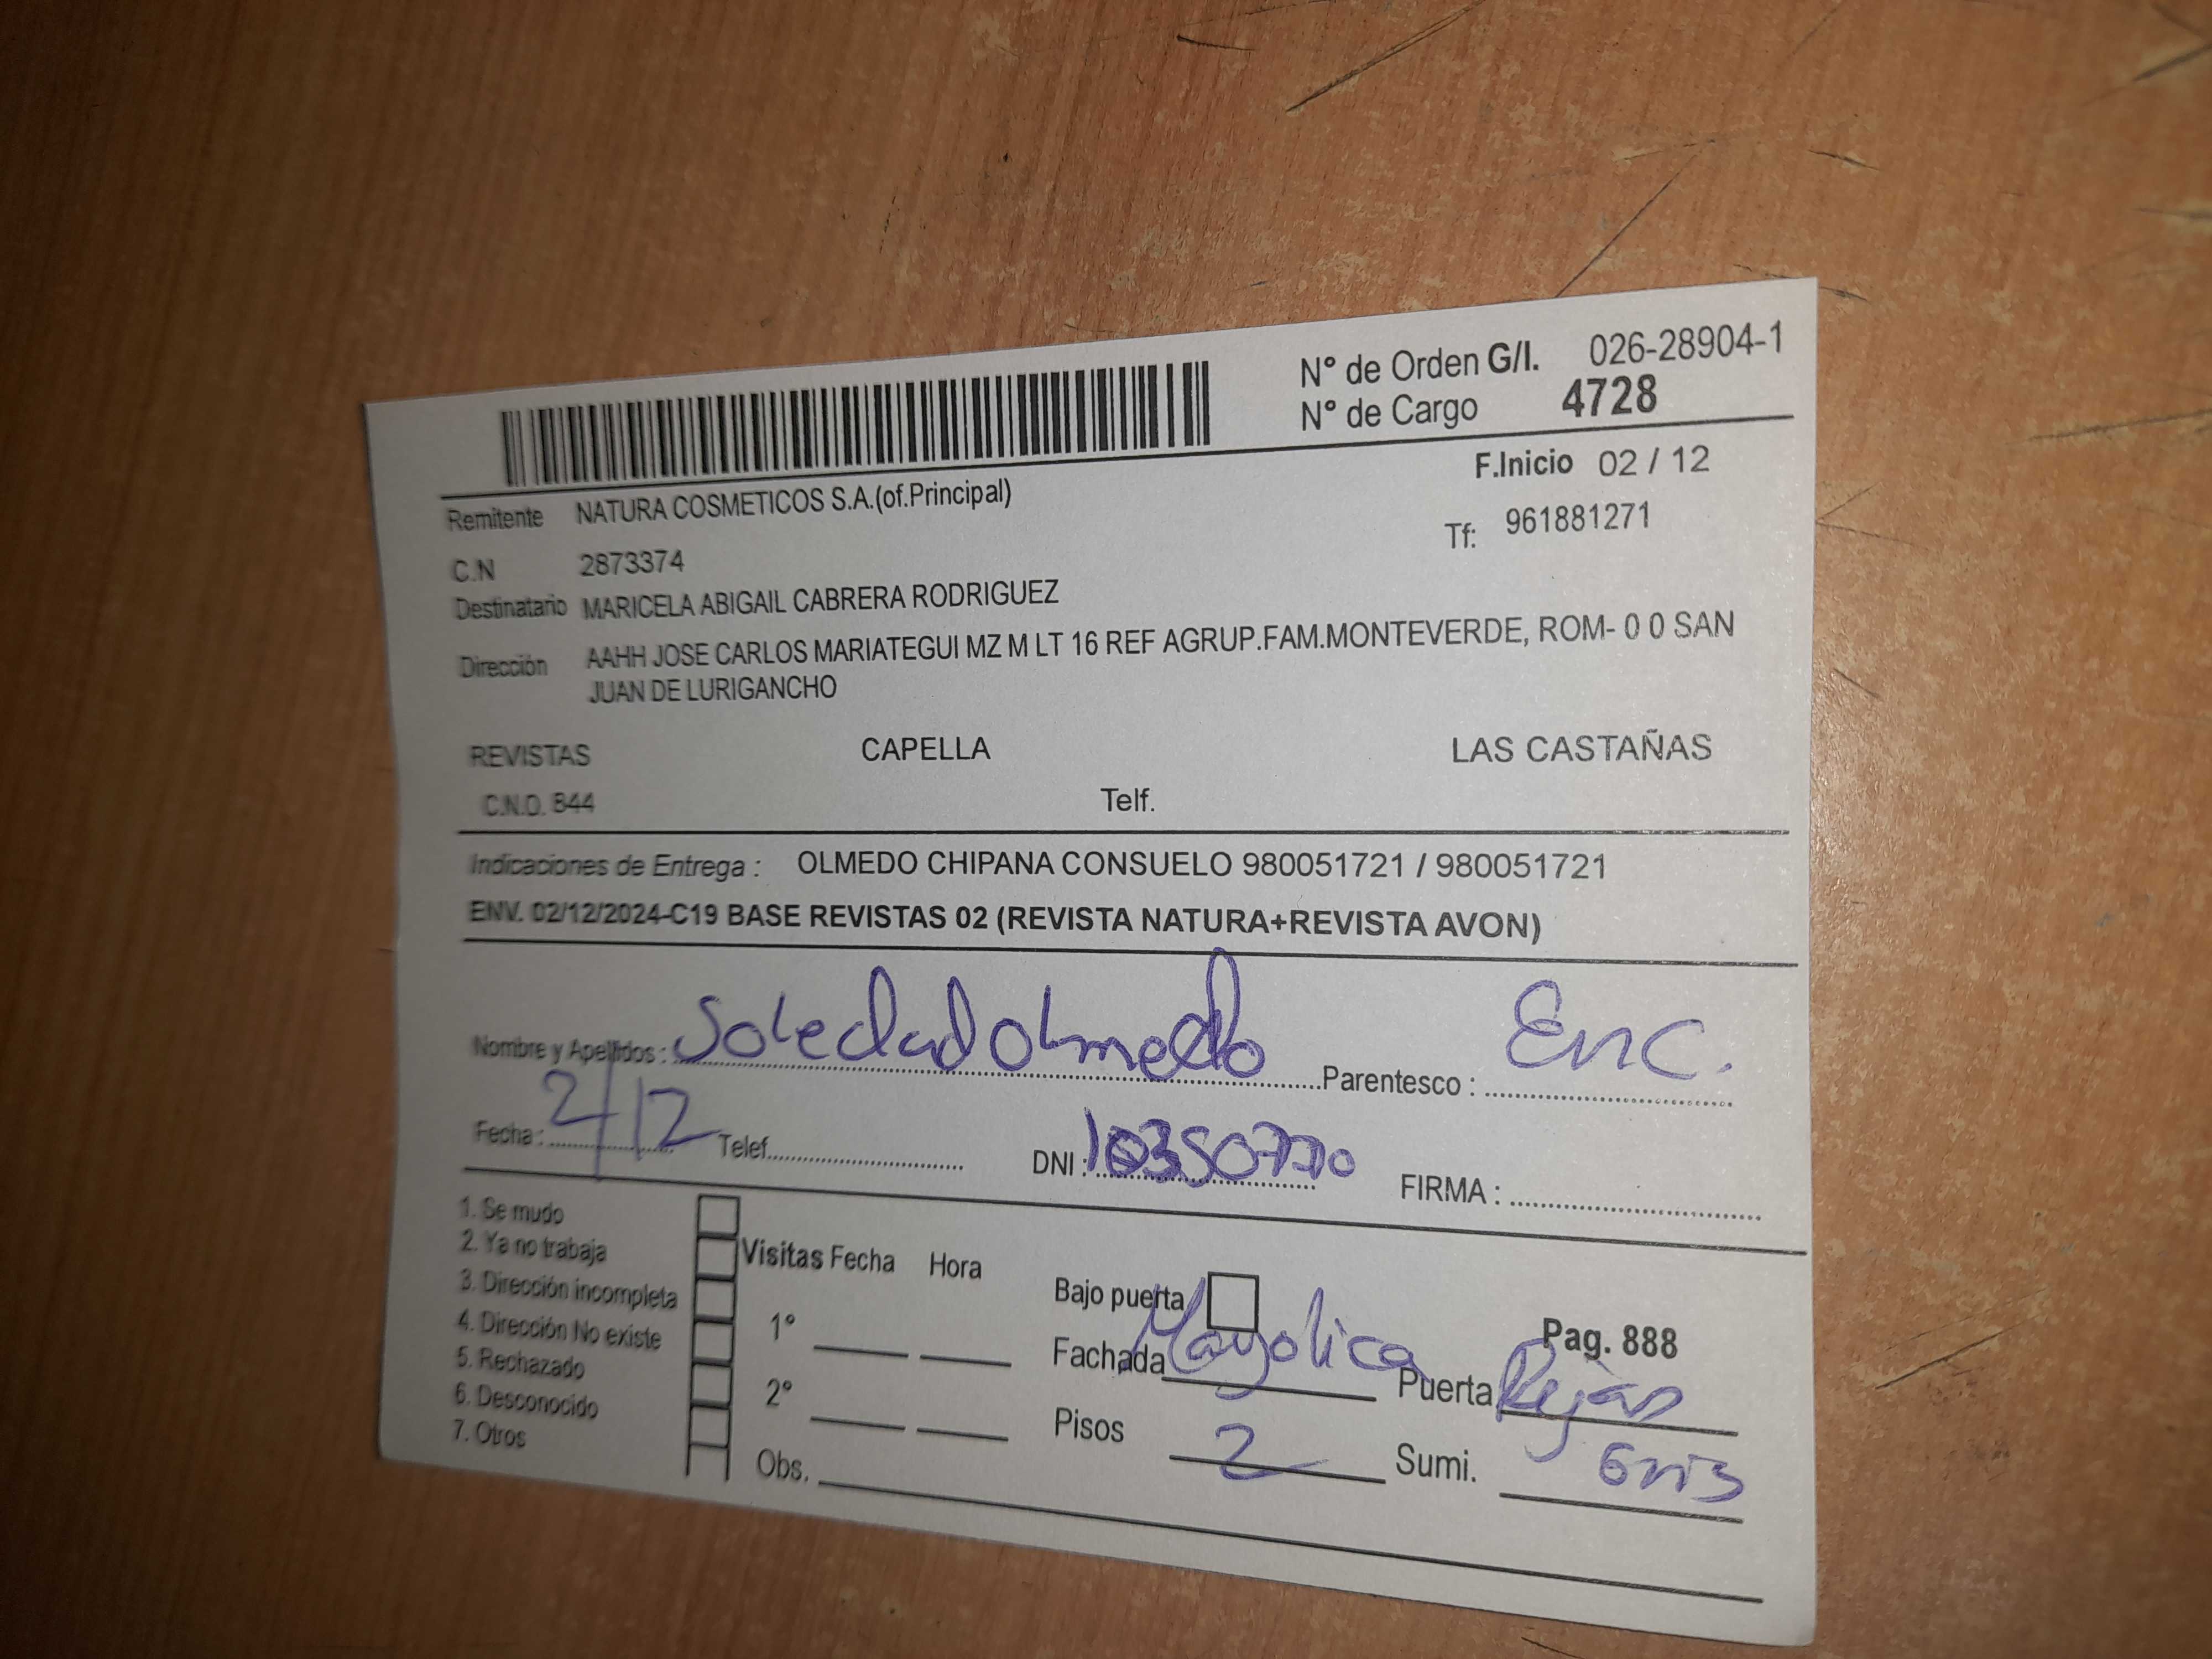 N° de Orden G/I. 026-28904-1
N° de Cargo 4728
F.Inicio 02 / 12
Remitente NATURA COSMETICOS S.A.(of.Principal)
Tf: 961881271
C.N 2873374
Destinatario MARICELA ABIGAIL CABRERA RODRIGUEZ
Dirección AAHH JOSE CARLOS MARIATEGUI MZ M LT 16 REF AGRUP.FAM.MONTEVERDE, ROM- 0 0 SAN
JUAN DE LURIGANCHO
REVISTAS CAPELLA LAS CASTAÑAS
C.N.O. 844 Telf.
Indicaciones de Entrega : OLMEDO CHIPANA CONSUELO 980051721 / 980051721
ENV. 02/12/2024-C19 BASE REVISTAS 02 (REVISTA NATURA+REVISTA AVON)
Nombre y Apellidos : Soledad Olmedo Parentesco : Enc.
Fecha : 2/12 Telef. DNI : 10350770 FIRMA :
1. Se mudo
2. Ya no trabaja
3. Dirección incompleta
4. Dirección No existe
5. Rechazado
6. Desconocido
7. Otros
Visitas Fecha Hora
1°
2°
Obs.
Bajo puerta
Pag. 888
Fachada Mayolica Puerta Rejas
Pisos 2 Sumi. Gris